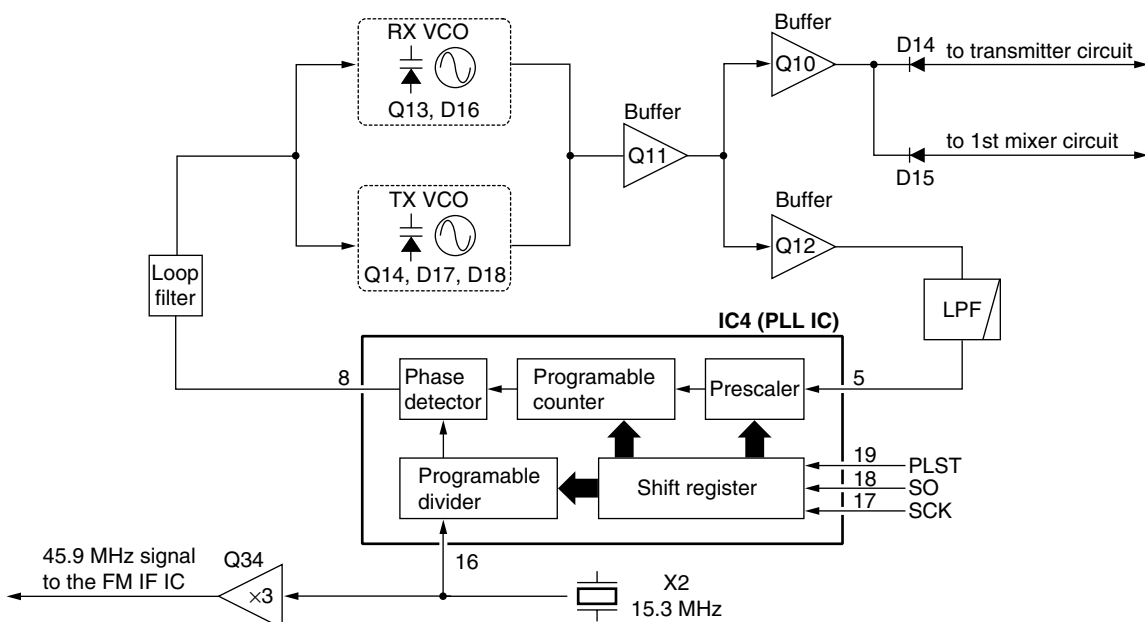 RX VCO
Q13, D16
TX VCO
Q14, D17, D18
Loop
filter
Buffer
Q11
Buffer
Q10
D14
to transmitter circuit
to 1st mixer circuit
D15
Buffer
Q12
LPF
IC4 (PLL IC)
8
Phase
detector
Programable
counter
Prescaler
5
Programable
divider
Shift register
19
PLST
18
SO
17
SCK
16
45.9 MHz signal
to the FM IF IC
Q34
×3
X2
15.3 MHz